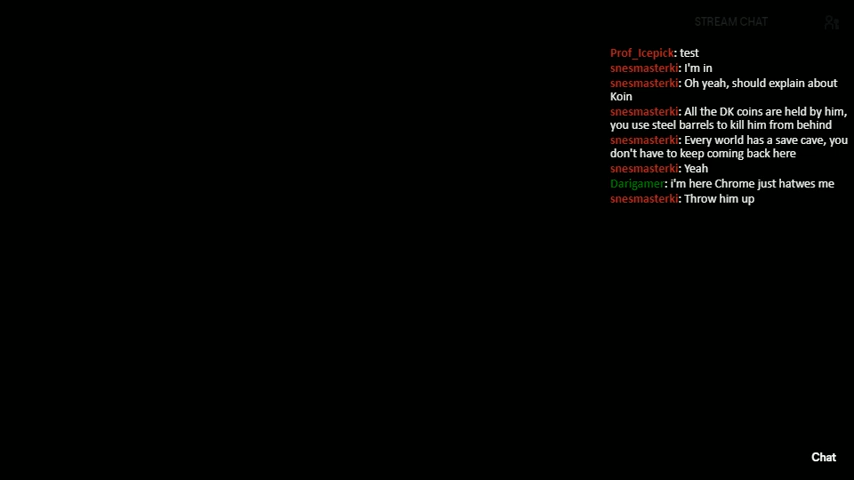 STREAM CHAT
Prof_Icepick: test
snesmasterki: I'm in
snesmasterki: Oh yeah, should explain about
Koin
snesmasterki: All the DK coins are held by him,
you use steel barrels to kill him from behind
snesmasterki: Every world has a save cave, you
don't have to keep coming back here
snesmasterki: Yeah
Darigamer: i'm here Chrome just hatwes me
snesmasterki: Throw him up
Chat